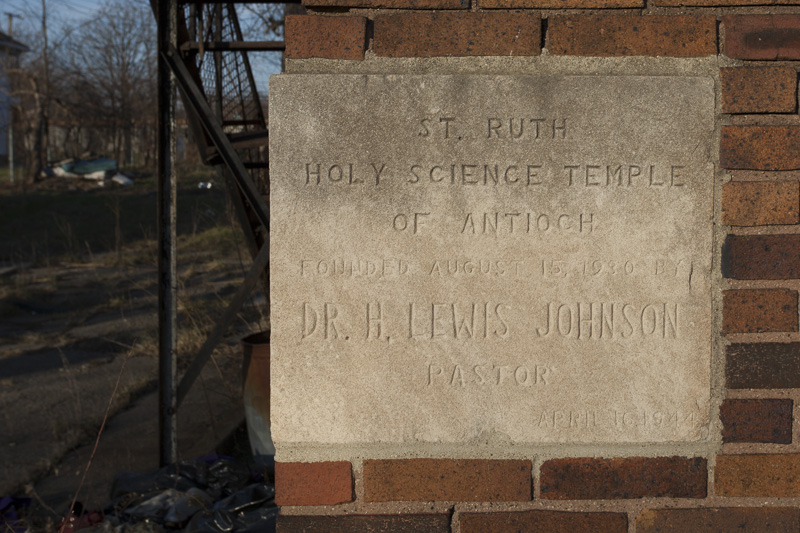 ST. RUTH
HOLY SCIENCE TEMPLE
OF ANTIOCH
FOUNDED AUGUST 15, 1930 BY
DR. H. LEWIS JOHNSON
PASTOR
APRIL 16, 1944